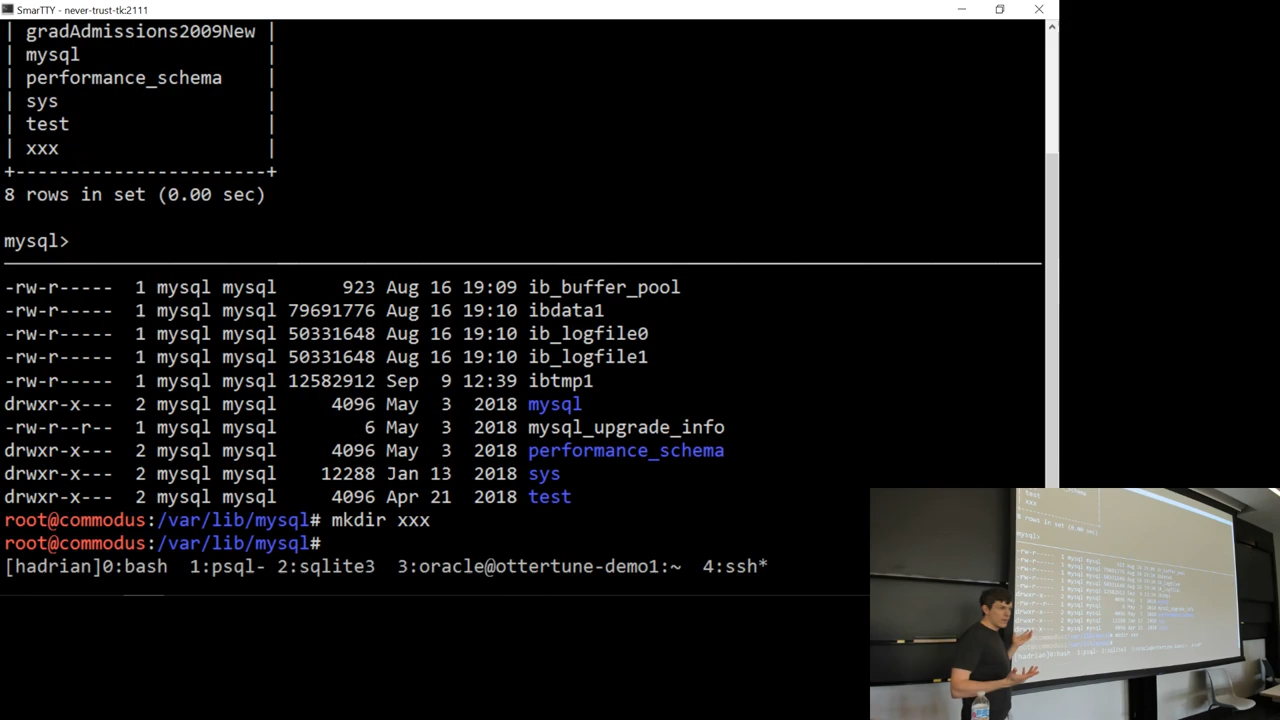 SmarTTY - never-trust-tk:2111
| gradAdmissions2009New |
| mysql |
| performance_schema |
| sys |
| test |
| xxx |
+-----------------------+
8 rows in set (0.00 sec)
mysql>
-rw-r----- 1 mysql mysql 923 Aug 16 19:09 ib_buffer_pool
-rw-r----- 1 mysql mysql 79691776 Aug 16 19:10 ibdata1
-rw-r----- 1 mysql mysql 50331648 Aug 16 19:10 ib_logfile0
-rw-r----- 1 mysql mysql 50331648 Aug 16 19:10 ib_logfile1
-rw-r----- 1 mysql mysql 12582912 Sep 9 12:39 ibtmp1
drwxr-x--- 2 mysql mysql 4096 May 3 2018 mysql
-rw-r--r-- 1 mysql mysql 6 May 3 2018 mysql_upgrade_info
drwxr-x--- 2 mysql mysql 4096 May 3 2018 performance_schema
drwxr-x--- 2 mysql mysql 12288 Jan 13 2018 sys
drwxr-x--- 2 mysql mysql 4096 Apr 21 2018 test
root@commodus:/var/lib/mysql# mkdir xxx
root@commodus:/var/lib/mysql#
[hadrian]0:bash 1:psql- 2:sqlite3 3:oracle@ottertune-demo1:~ 4:ssh*